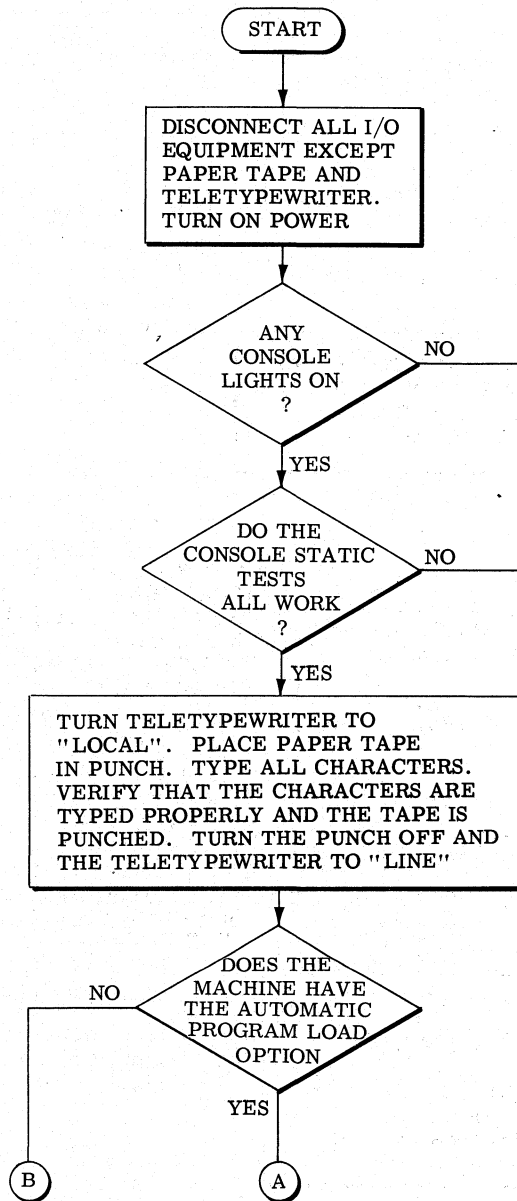 START
DISCONNECT ALL I/O
EQUIPMENT EXCEPT
PAPER TAPE AND
TELETYPEWRITER.
TURN ON POWER
ANY
CONSOLE
LIGHTS ON
?
NO
YES
DO THE
CONSOLE STATIC
TESTS
ALL WORK
?
NO
YES
TURN TELETYPEWRITER TO
"LOCAL". PLACE PAPER TAPE
IN PUNCH. TYPE ALL CHARACTERS.
VERIFY THAT THE CHARACTERS ARE
TYPED PROPERLY AND THE TAPE IS
PUNCHED. TURN THE PUNCH OFF AND
THE TELETYPEWRITER TO "LINE"
DOES THE
MACHINE HAVE
THE AUTOMATIC
PROGRAM LOAD
OPTION
NO
YES
B
A